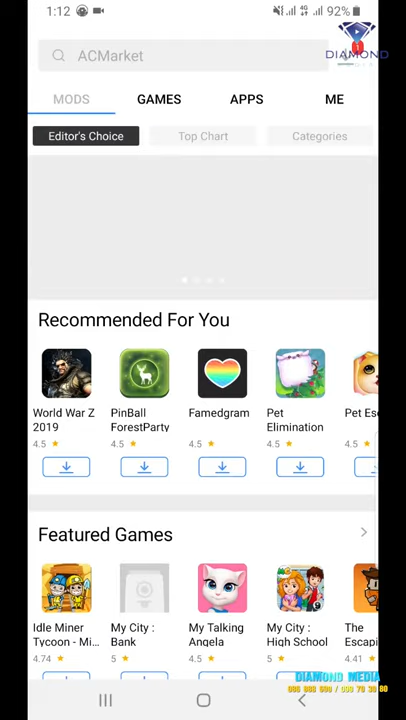 1:12
92%
DIAMOND
ACMarket
MODS GAMES APPS ME
Editor's Choice Top Chart Categories
Recommended For You
World War Z
2019
4.5
PinBall
ForestParty
4.5
Famedgram
4.5
Pet
Elimination
4.5
Pet Esc
4.5
Featured Games
Idle Miner
Tycoon - Mi...
4.74
My City :
Bank
5
My Talking
Angela
4.5
My City :
High School
5
The
Escapi
4.41
DIAMOND MEDIA